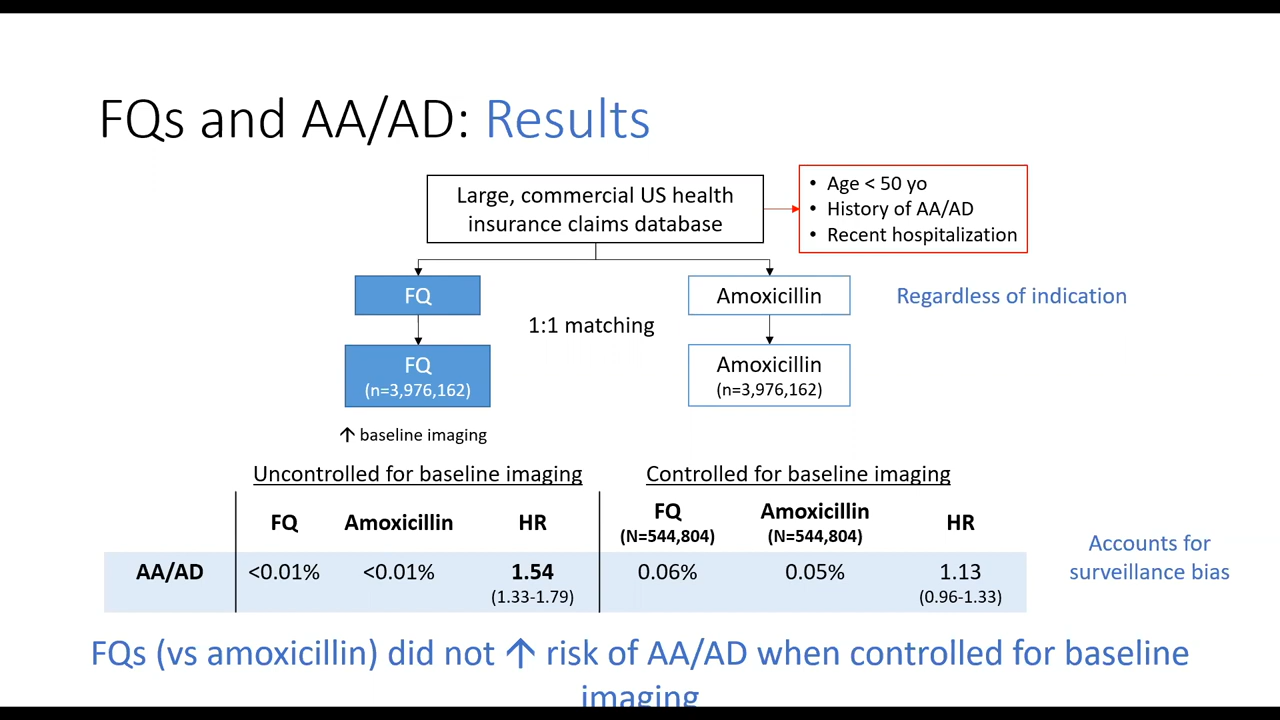 FQs and AA/AD: Results
Large, commercial US health
insurance claims database
• Age < 50 yo
• History of AA/AD
• Recent hospitalization
FQ
Amoxicillin
Regardless of indication
1:1 matching
FQ
(n=3,976,162)
Amoxicillin
(n=3,976,162)
↑ baseline imaging
Uncontrolled for baseline imaging
Controlled for baseline imaging
FQ
Amoxicillin
HR
FQ
(N=544,804)
Amoxicillin
(N=544,804)
HR
AA/AD
<0.01%
<0.01%
1.54
(1.33-1.79)
0.06%
0.05%
1.13
(0.96-1.33)
Accounts for
surveillance bias
FQs (vs amoxicillin) did not ↑ risk of AA/AD when controlled for baseline
imaging